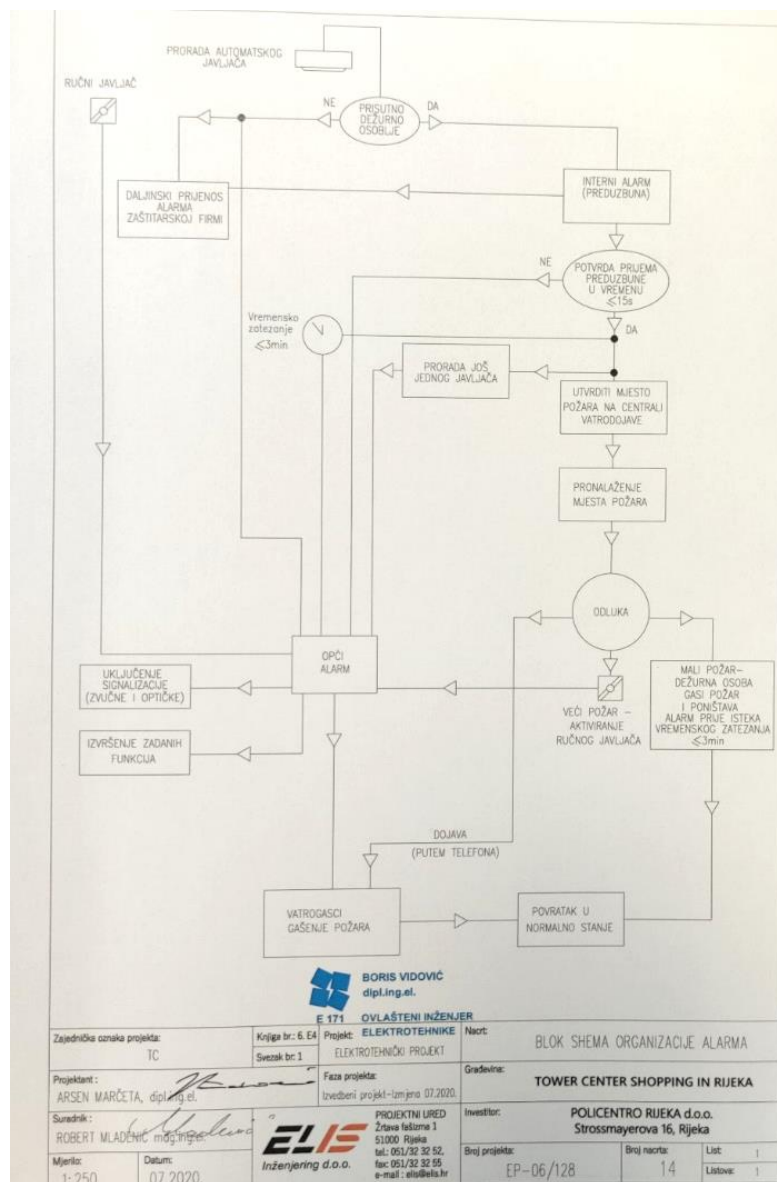 PRORADA AUTOMATSKOG
JAVLJAČA
RUČNI JAVLJAČ
NE
PRISUTNO
DEŽURNO
OSOBLJE
DA
DALJINSKI PRIJENOS
ALARMA
ZAŠTITARSKOJ FIRMI
INTERNI ALARM
(PREDUZBUNA)
NE
POTVRDA PRIJEMA
PREDUZBUNE
U VREMENU
≤15s
DA
Vremensko
zatezanje
≤3min
PRORADA JOŠ
JEDNOG JAVLJAČA
UTVRDITI MJESTO
POŽARA NA CENTRALI
VATRODOJAVE
PRONALAŽENJE
MJESTA POŽARA
ODLUKA
OPĆI
ALARM
UKLJUČENJE
SIGNALIZACIJE
(ZVUČNE I OPTIČKE)
IZVRŠENJE ZADANIH
FUNKCIJA
VEĆI POŽAR –
AKTIVIRANJE
RUČNOG JAVLJAČA
MALI POŽAR–
DEŽURNA OSOBA
GASI POŽAR
I PONIŠTAVA
ALARM PRIJE ISTEKA
VREMENSKOG ZATEZANJA
≤3min
DOJAVA
(PUTEM TELEFONA)
VATROGASCI
GAŠENJE POŽARA
POVRATAK U
NORMALNO STANJE
BORIS VIDOVIĆ
dipl.ing.el.
E 171 OVLAŠTENI INŽENJER
ELEKTROTEHNIKE
Zajednička oznaka projekta:
TC
Knjiga br.: 6. E4
Svezak br: 1
Projekt:
ELEKTROTEHNIČKI PROJEKT
Nacrt:
BLOK SHEMA ORGANIZACIJE ALARMA
Projektant :
ARSEN MARČETA, dipl.ing.el.
Faza projekta:
Izvedbeni projekt-Izmjena 07.2020.
Građevina:
TOWER CENTER SHOPPING IN RIJEKA
Suradnik :
ROBERT MLADENIĆ mag.ing.el.
ELIS
Inženjering d.o.o.
PROJEKTNI URED
Žrtava fašizma 1
51000 Rijeka
tel.: 051/32 32 52,
fax: 051/32 32 55
e-mail : elis@elis.hr
Investitor:
POLICENTRO RIJEKA d.o.o.
Strossmayerova 16, Rijeka
Mjerilo:
1:250
Datum:
07.2020.
Broj projekta:
EP-06/128
Broj nacrta:
14
List: 1
Listova: 1